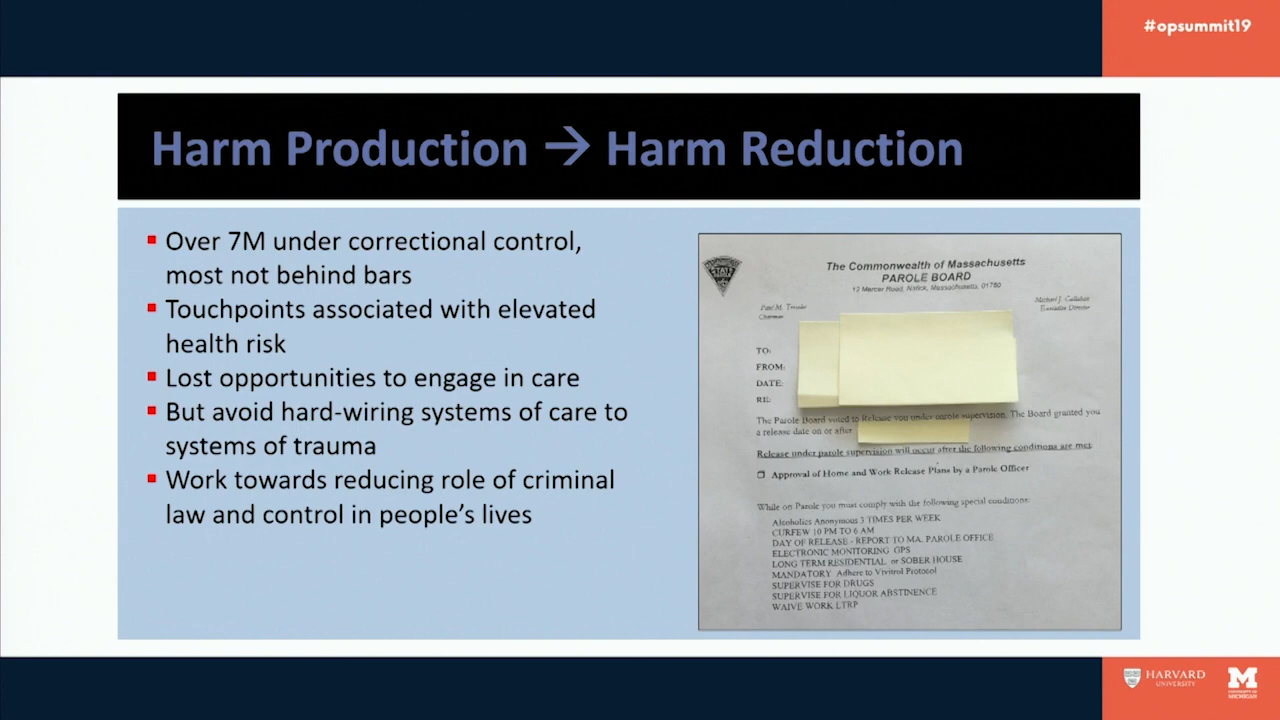 #opsummit19
Harm Production → Harm Reduction
Over 7M under correctional control,
most not behind bars
Touchpoints associated with elevated
health risk
Lost opportunities to engage in care
But avoid hard-wiring systems of care to
systems of trauma
Work towards reducing role of criminal
law and control in people's lives
The Commonwealth of Massachusetts
PAROLE BOARD
12 Mercer Road, Natick, Massachusetts, 01760
Paul M. Treseler
Chairman
Michael J. Callahan
Executive Director
TO:
FROM:
DATE:
RE:
The Parole Board voted to Release you under parole supervision. The Board granted you
a release date on or after
Release under parole supervision will occur after the following conditions are met:
Approval of Home and Work Release Plans by a Parole Officer
While on Parole you must comply with the following special conditions:
Alcoholics Anonymous 3 TIMES PER WEEK
CURFEW 10 PM TO 6 AM
DAY OF RELEASE - REPORT TO MA. PAROLE OFFICE
ELECTRONIC MONITORING GPS
LONG TERM RESIDENTIAL or SOBER HOUSE
MANDATORY Adhere to Vivitrol Protocol
SUPERVISE FOR DRUGS
SUPERVISE FOR LIQUOR ABSTINENCE
WAIVE WORK LTRP
HARVARD
UNIVERSITY
M
UNIVERSITY OF
MICHIGAN